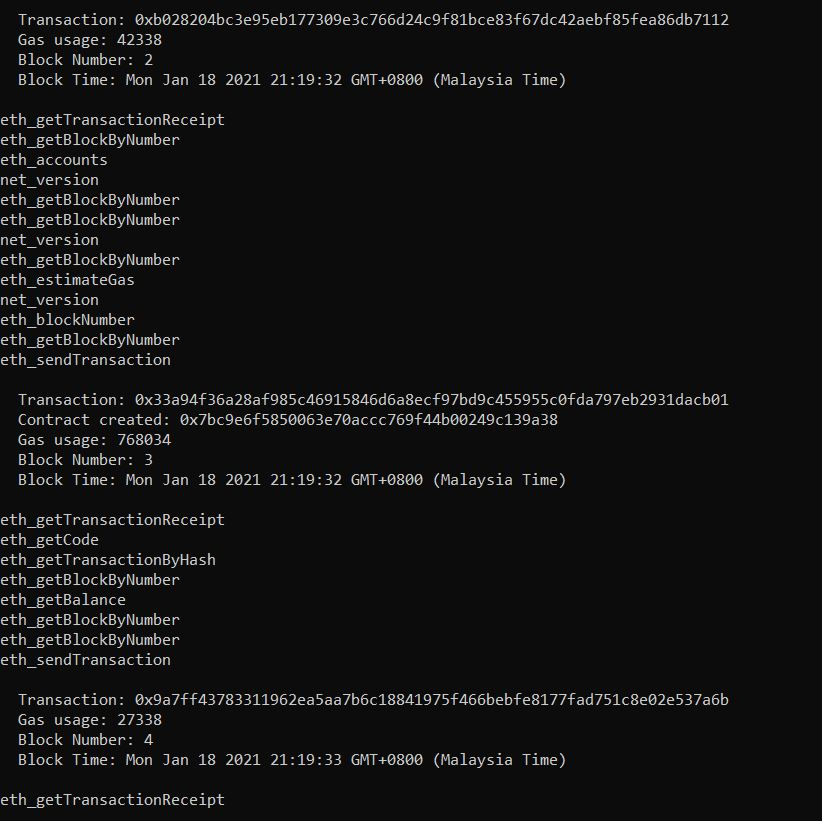 Transaction: 0xb028204bc3e95eb177309e3c766d24c9f81bce83f67dc42aebf85fea86db7112
Gas usage: 42338
Block Number: 2
Block Time: Mon Jan 18 2021 21:19:32 GMT+0800 (Malaysia Time)
eth_getTransactionReceipt
eth_getBlockByNumber
eth_accounts
net_version
eth_getBlockByNumber
eth_getBlockByNumber
net_version
eth_getBlockByNumber
eth_estimateGas
net_version
eth_blockNumber
eth_getBlockByNumber
eth_sendTransaction
Transaction: 0x33a94f36a28af985c46915846d6a8ecf97bd9c455955c0fda797eb2931dacb01
Contract created: 0x7bc9e6f5850063e70accc769f44b00249c139a38
Gas usage: 768034
Block Number: 3
Block Time: Mon Jan 18 2021 21:19:32 GMT+0800 (Malaysia Time)
eth_getTransactionReceipt
eth_getCode
eth_getTransactionByHash
eth_getBlockByNumber
eth_getBalance
eth_getBlockByNumber
eth_getBlockByNumber
eth_sendTransaction
Transaction: 0x9a7ff43783311962ea5aa7b6c18841975f466bebfe8177fad751c8e02e537a6b
Gas usage: 27338
Block Number: 4
Block Time: Mon Jan 18 2021 21:19:33 GMT+0800 (Malaysia Time)
eth_getTransactionReceipt